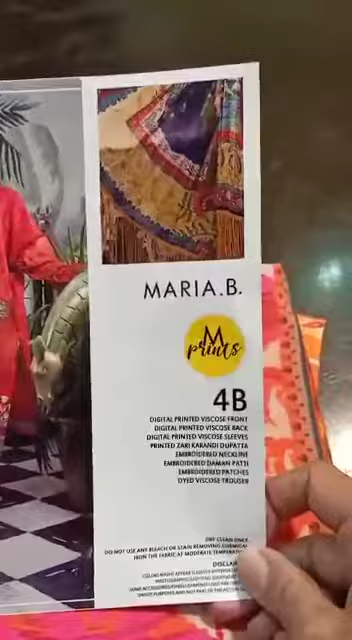 MARIA.B.
M
prints
4B
DIGITAL PRINTED VISCOSE FRONT
DIGITAL PRINTED VISCOSE BACK
DIGITAL PRINTED VISCOSE SLEEVES
PRINTED ZARI KARANDI DUPATTA
EMBROIDERED NECKLINE
EMBROIDERED DAMAN PATTI
EMBROIDERED PATCHES
DYED VISCOSE TROUSER
DRY CLEAN ONLY
DO NOT USE ANY BLEACH OR STAIN REMOVING CHEMICAL
IRON THE FABRIC AT MODERATE TEMPERATURE